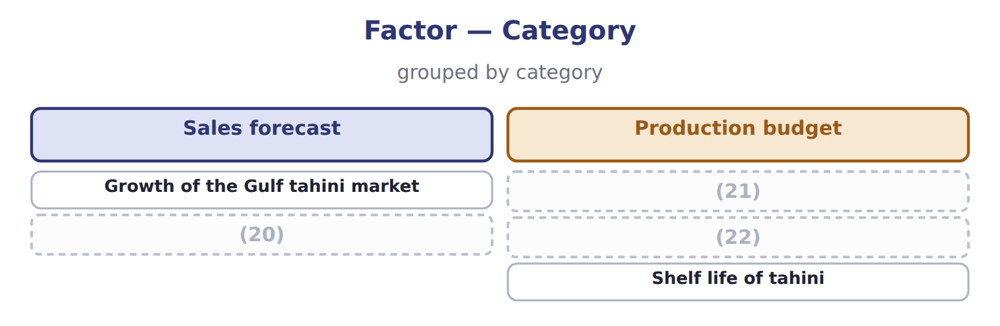 Factor — Category
grouped by category
Sales forecast
Growth of the Gulf tahini market
(20)
Production budget
(21)
(22)
Shelf life of tahini